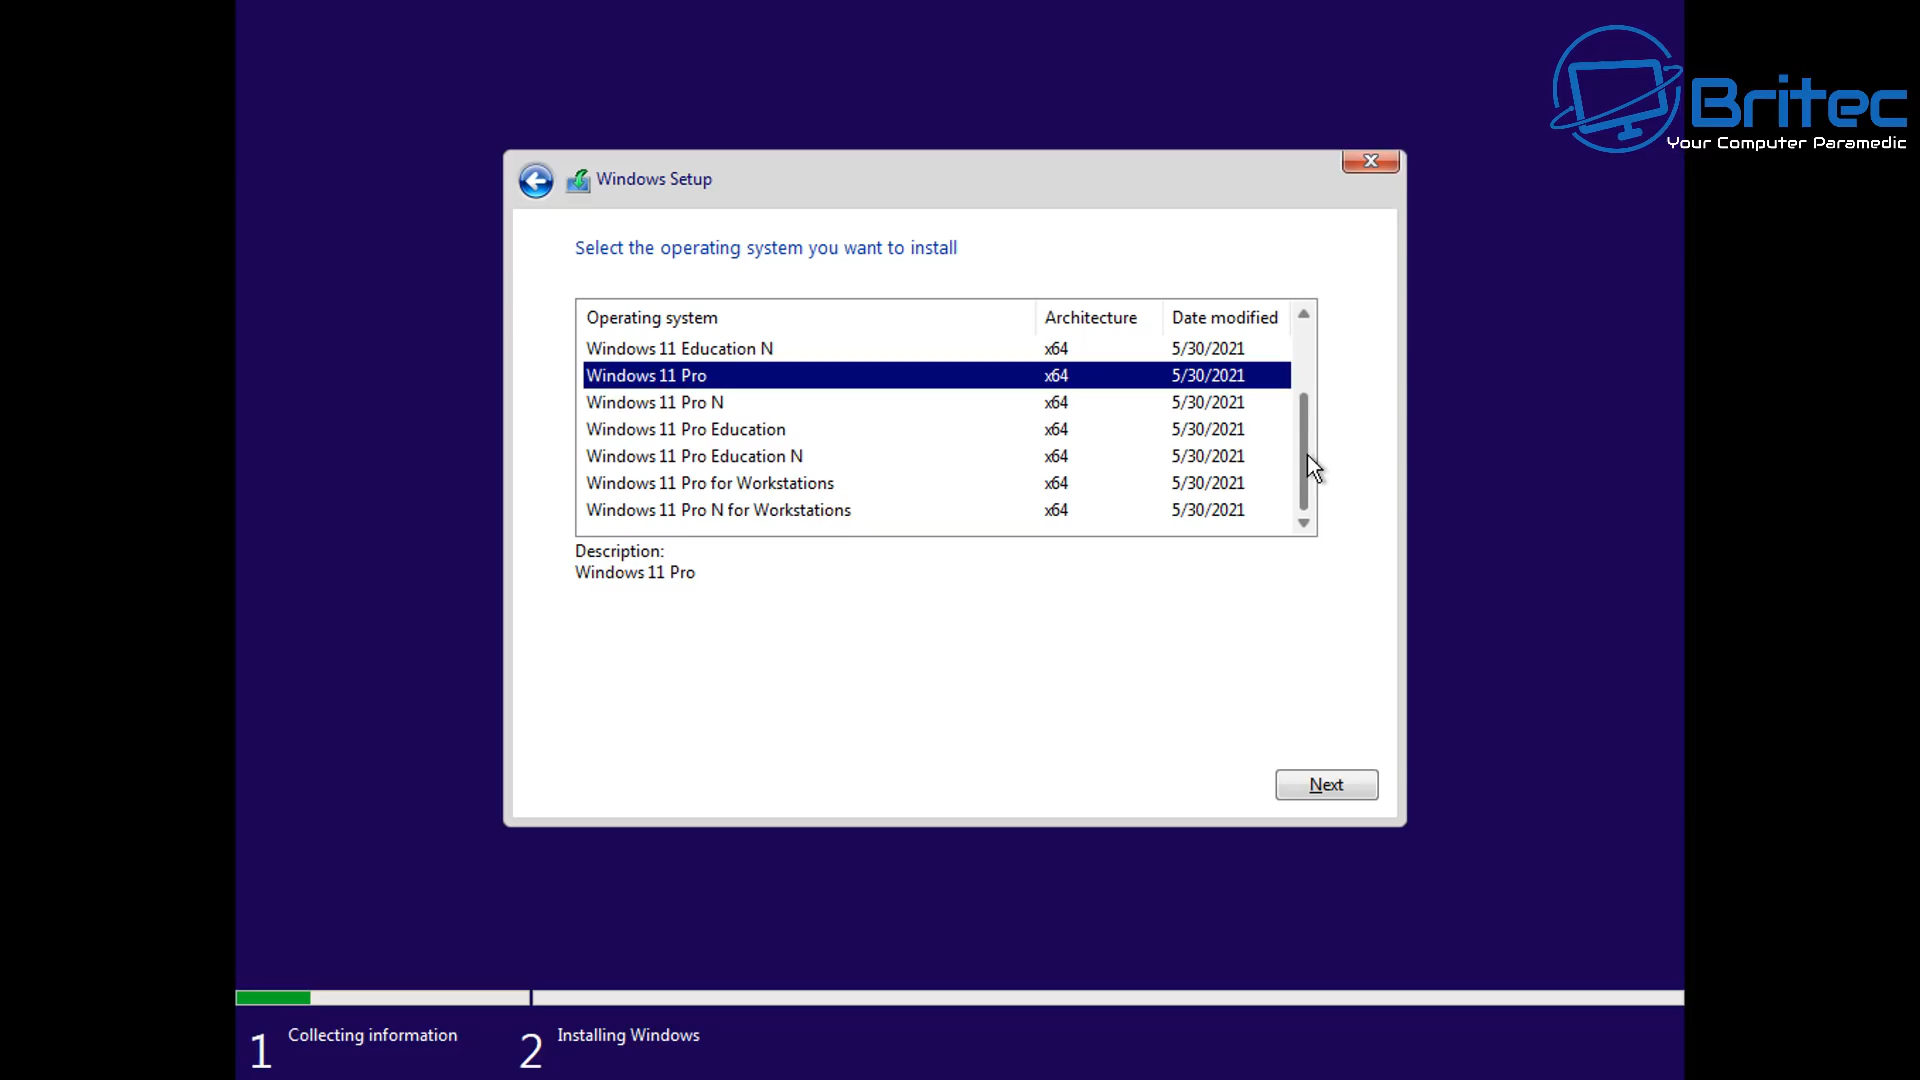 Britec
Your Computer Paramedic
Windows Setup
Select the operating system you want to install
Operating system Architecture Date modified
Windows 11 Education N x64 5/30/2021
Windows 11 Pro x64 5/30/2021
Windows 11 Pro N x64 5/30/2021
Windows 11 Pro Education x64 5/30/2021
Windows 11 Pro Education N x64 5/30/2021
Windows 11 Pro for Workstations x64 5/30/2021
Windows 11 Pro N for Workstations x64 5/30/2021
Description:
Windows 11 Pro
Next
1 Collecting information 2 Installing Windows